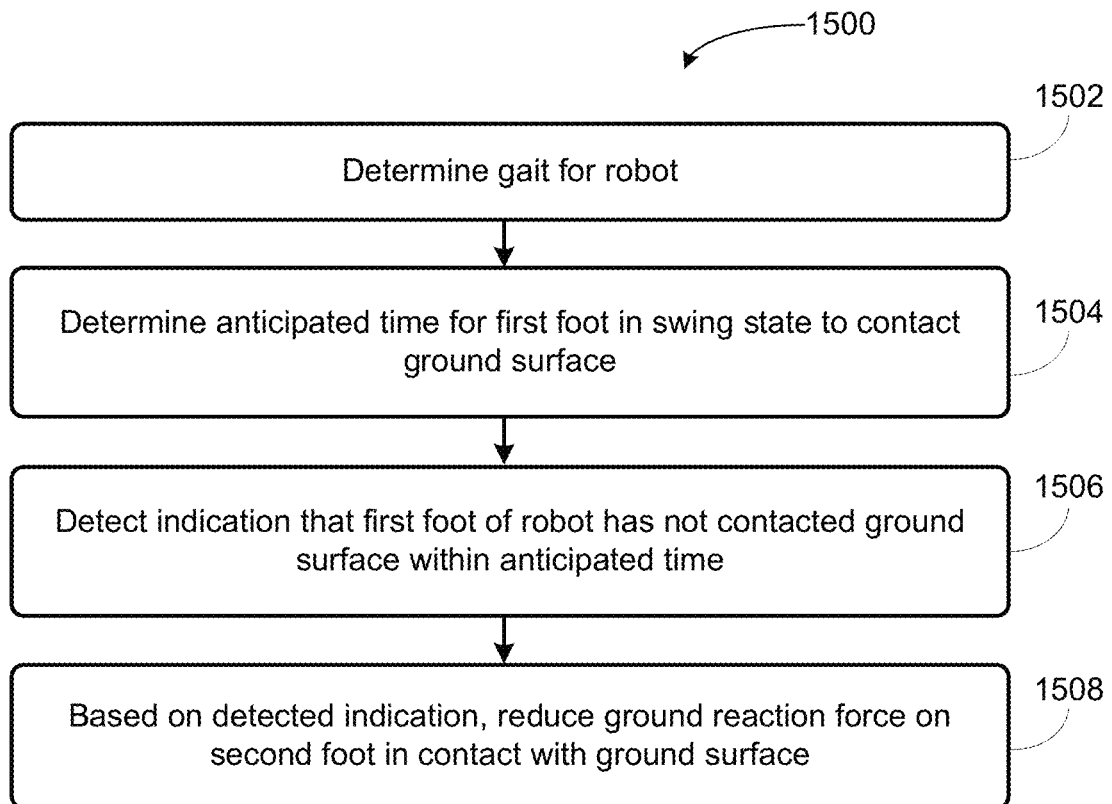 1500
1502
Determine gait for robot
1504
Determine anticipated time for first foot in swing state to contact
ground surface
1506
Detect indication that first foot of robot has not contacted ground
surface within anticipated time
1508
Based on detected indication, reduce ground reaction force on
second foot in contact with ground surface